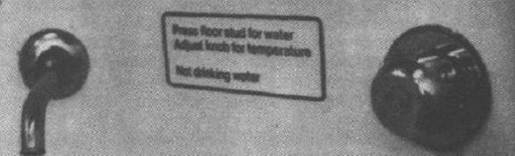 Press floor stud for water
Adjust knob for temperature
Not drinking water